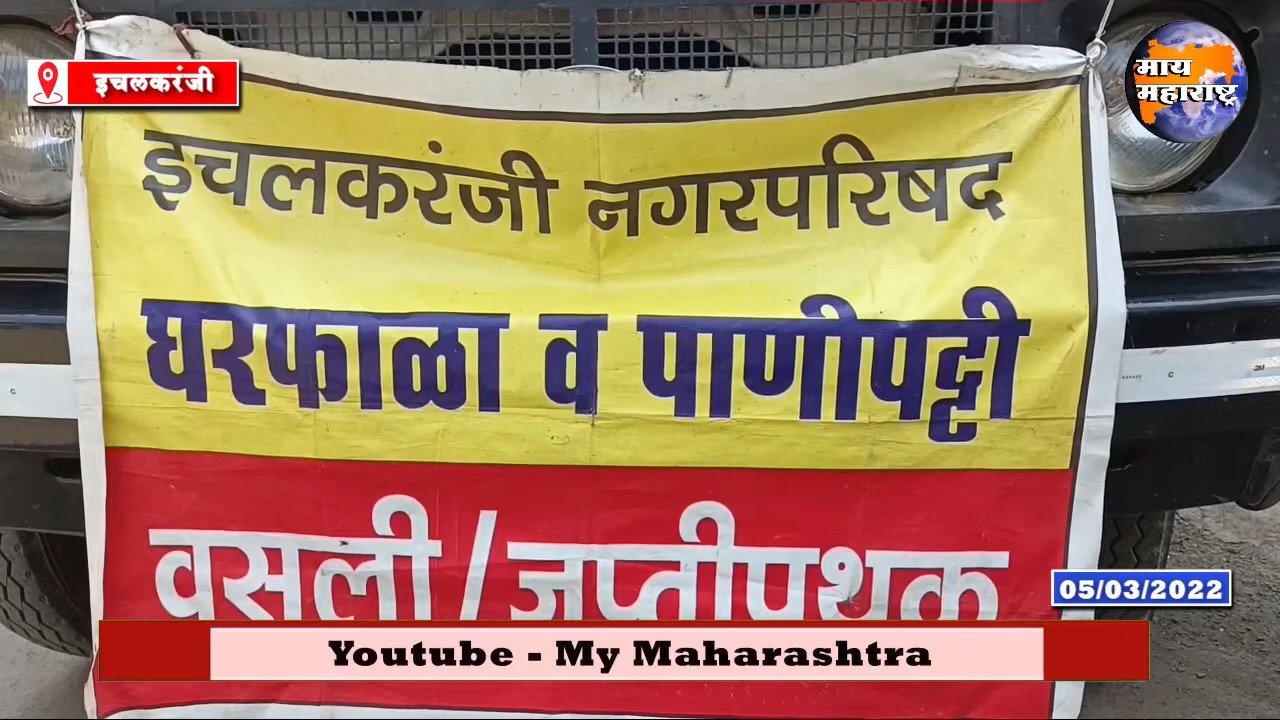 इचलकरंजी
माय
महाराष्ट्र
इचलकरंजी नगरपरिषद
घरफाळा व पाणीपट्टी
वसली/जप्तीपथक
05/03/2022
Youtube - My Maharashtra